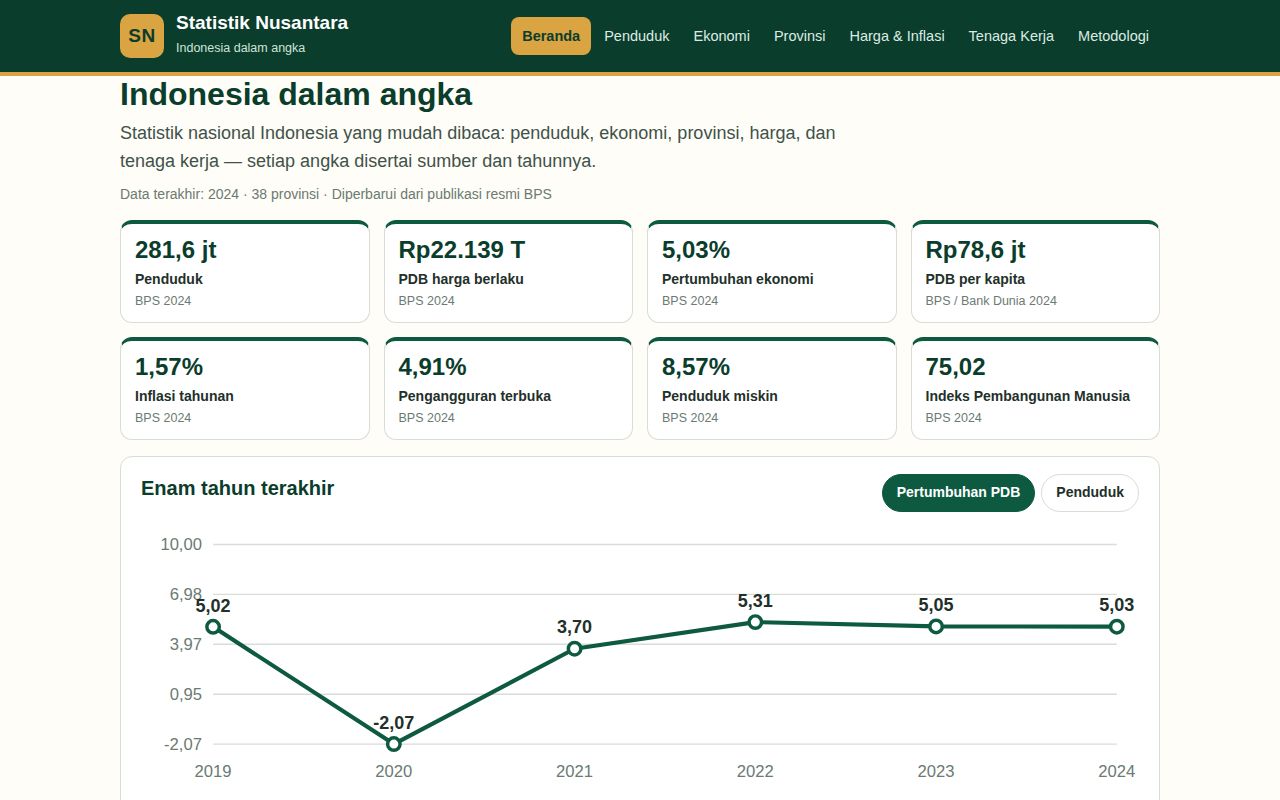 SN
Statistik Nusantara
Indonesia dalam angka
Beranda
Penduduk
Ekonomi
Provinsi
Harga & Inflasi
Tenaga Kerja
Metodologi
Indonesia dalam angka
Statistik nasional Indonesia yang mudah dibaca: penduduk, ekonomi, provinsi, harga, dan
tenaga kerja — setiap angka disertai sumber dan tahunnya.
Data terakhir: 2024 · 38 provinsi · Diperbarui dari publikasi resmi BPS
281,6 jt
Penduduk
BPS 2024
Rp22.139 T
PDB harga berlaku
BPS 2024
5,03%
Pertumbuhan ekonomi
BPS 2024
Rp78,6 jt
PDB per kapita
BPS / Bank Dunia 2024
1,57%
Inflasi tahunan
BPS 2024
4,91%
Pengangguran terbuka
BPS 2024
8,57%
Penduduk miskin
BPS 2024
75,02
Indeks Pembangunan Manusia
BPS 2024
Enam tahun terakhir
Pertumbuhan PDB
Penduduk
10,00
6,98
3,97
0,95
-2,07
5,02
-2,07
3,70
5,31
5,05
5,03
2019
2020
2021
2022
2023
2024